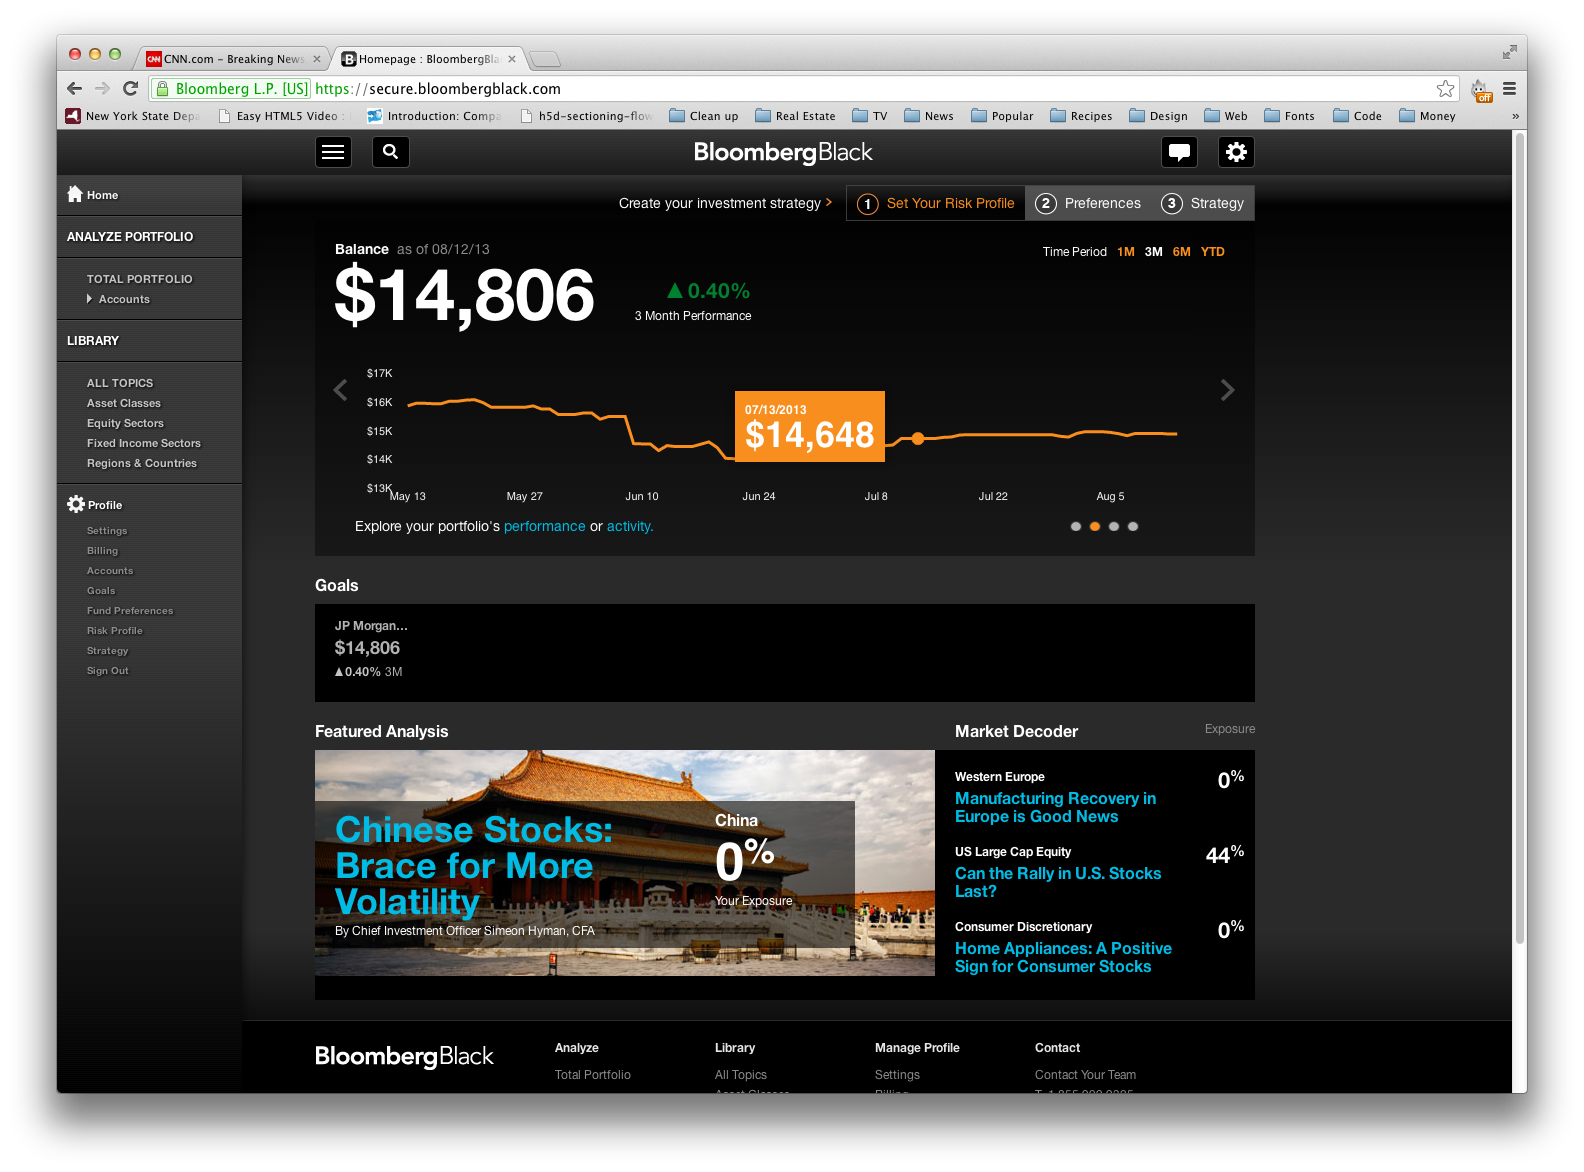 CNN.com – Breaking News,
Homepage : BloombergBla
Bloomberg L.P. [US] https://secure.bloombergblack.com
off
New York State Depa
Easy HTML5 Video :
Introduction: Compa
h5d-sectioning-flow
Clean up
Real Estate
TV
News
Popular
Recipes
Design
Web
Fonts
Code
Money
»
BloombergBlack
Home
ANALYZE PORTFOLIO
TOTAL PORTFOLIO
Accounts
LIBRARY
ALL TOPICS
Asset Classes
Equity Sectors
Fixed Income Sectors
Regions & Countries
Profile
Settings
Billing
Accounts
Goals
Fund Preferences
Risk Profile
Strategy
Sign Out
Create your investment strategy >
1 Set Your Risk Profile
2 Preferences
3 Strategy
Balance as of 08/12/13
$14,806
▲0.40%
3 Month Performance
Time Period 1M 3M 6M YTD
$17K
$16K
$15K
$14K
$13K
07/13/2013
$14,648
May 13 May 27 Jun 10 Jun 24 Jul 8 Jul 22 Aug 5
Explore your portfolio's performance or activity.
Goals
JP Morgan...
$14,806
▲0.40% 3M
Featured Analysis
Chinese Stocks:
Brace for More
Volatility
By Chief Investment Officer Simeon Hyman, CFA
China
0%
Your Exposure
Market Decoder
Exposure
Western Europe
0%
Manufacturing Recovery in
Europe is Good News
US Large Cap Equity
44%
Can the Rally in U.S. Stocks
Last?
Consumer Discretionary
0%
Home Appliances: A Positive
Sign for Consumer Stocks
BloombergBlack
Analyze
Total Portfolio
Library
All Topics
Manage Profile
Settings
Contact
Contact Your Team